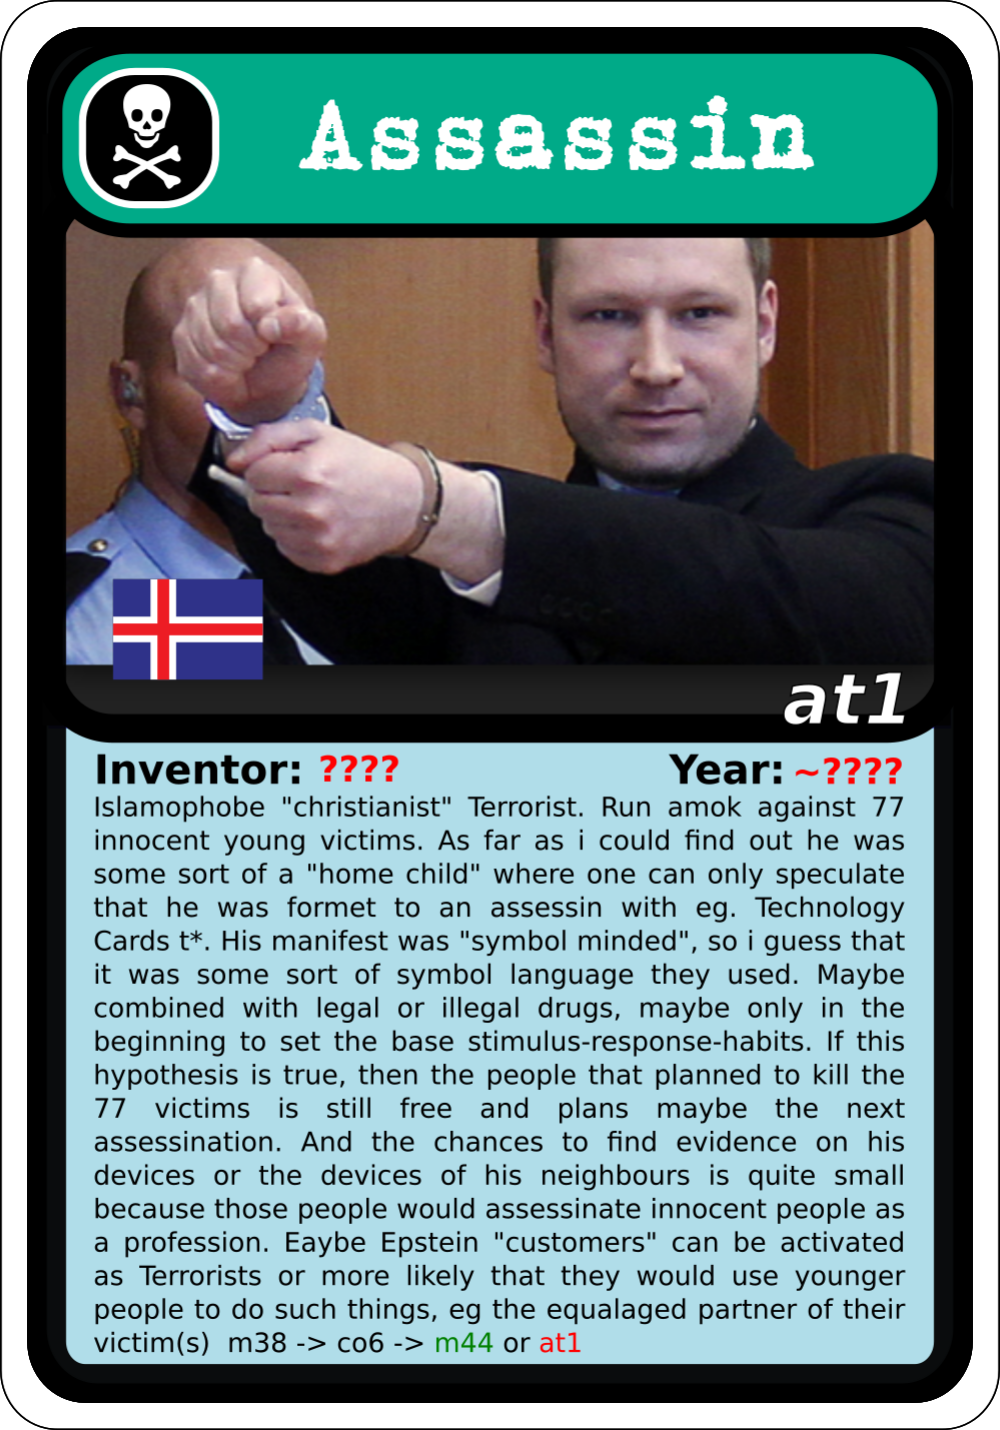 Assassin
at1
Inventor: ????
Year: ~????
Islamophobe "christianist" Terrorist. Run amok against 77
innocent young victims. As far as i could find out he was
some sort of a "home child" where one can only speculate
that he was formet to an assessin with eg. Technology
Cards t*. His manifest was "symbol minded", so i guess that
it was some sort of symbol language they used. Maybe
combined with legal or illegal drugs, maybe only in the
beginning to set the base stimulus-response-habits. If this
hypothesis is true, then the people that planned to kill the
77 victims is still free and plans maybe the next
assessination. And the chances to find evidence on his
devices or the devices of his neighbours is quite small
because those people would assessinate innocent people as
a profession. Eaybe Epstein "customers" can be activated
as Terrorists or more likely that they would use younger
people to do such things, eg the equalaged partner of their
victim(s) m38 -> co6 -> m44 or at1